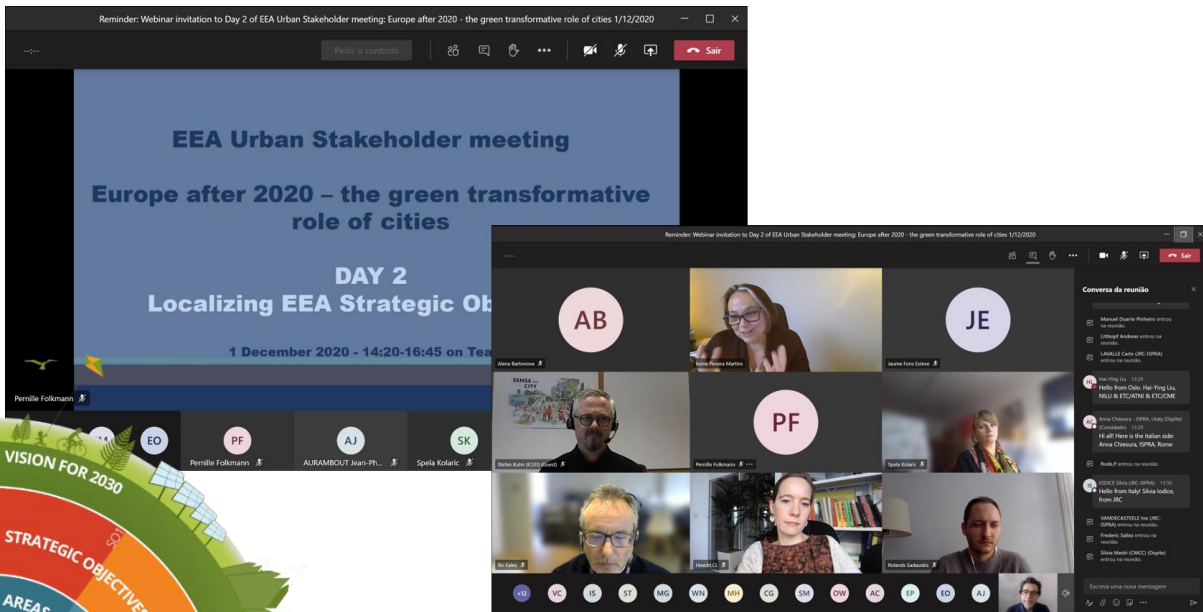 Reminder: Webinar invitation to Day 2 of EEA Urban Stakeholder meeting: Europe after 2020 - the green transformative role of cities 1/12/2020
--:--
Pedir o controlo
Sair
EEA Urban Stakeholder meeting
Europe after 2020 – the green transformative
role of cities
DAY 2
Localizing EEA Strategic Ob
1 December 2020 - 14:20-16:45 on Tea
Pernille Folkmann
EO
PF
AJ
SK
Pernille Folkmann
AURAMBOUT Jean-Ph...
Spela Kolaric
VISION FOR 2030
STRATEGIC OBJECTIVES
SO1
AREAS
Reminder: Webinar invitation to Day 2 of EEA Urban Stakeholder meeting: Europe after 2020 - the green transformative role of cities 1/12/2020
--:--
Sair
AB
JE
Alena Bartonova
Ivone Pereira Martins
Jaume Fons Esteve
SENSE
CITY
PF
Stefan Kuhn (ICLEI) (Guest)
Pernille Folkmann
Spela Kolaric
Ric Eales
Heeckt,CL
Rolands Sadauskis
+12
VC
IS
ST
MG
WN
MH
CG
SM
OW
AC
EP
EO
AJ
Conversa da reunião
Manuel Duarte Pinheiro entrou
na reunião.
Littkopf Andreas entrou na
reunião.
LAVALLE Carlo (JRC-ISPRA)
entrou na reunião.
Hai-Ying Liu 13:29
Hello from Oslo, Hai-Ying Liu,
NILU & ETC/ATNI & ETC/CME
Anna Chiesura - ISPRA, Utaly (Ospite)
(Convidado) 13:29
Hi all! Here is the italian side:
Anna Chiesura, ISPRA, Rome
Rode,P entrou na reunião.
IODICE Silvia (JRC-ISPRA) 13:30
Hello from Italy! Silvia Iodice,
from JRC
VANDECASTEELE Ine (JRC-
ISPRA) entrou na reunião.
Frederic Saliez entrou na
reunião.
Silvia Medri (CMCC) (Ospite)
entrou na reunião.
Escreva uma nova mensagem